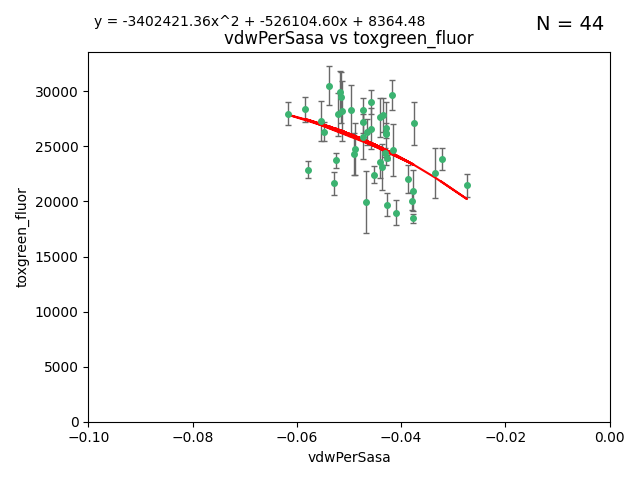 y = -3402421.36x^2 + -526104.60x + 8364.48
N = 44
vdwPerSasa vs toxgreen_fluor
toxgreen_fluor
30000
25000
20000
15000
10000
5000
0
−0.10
−0.08
−0.06
−0.04
−0.02
0.00
vdwPerSasa